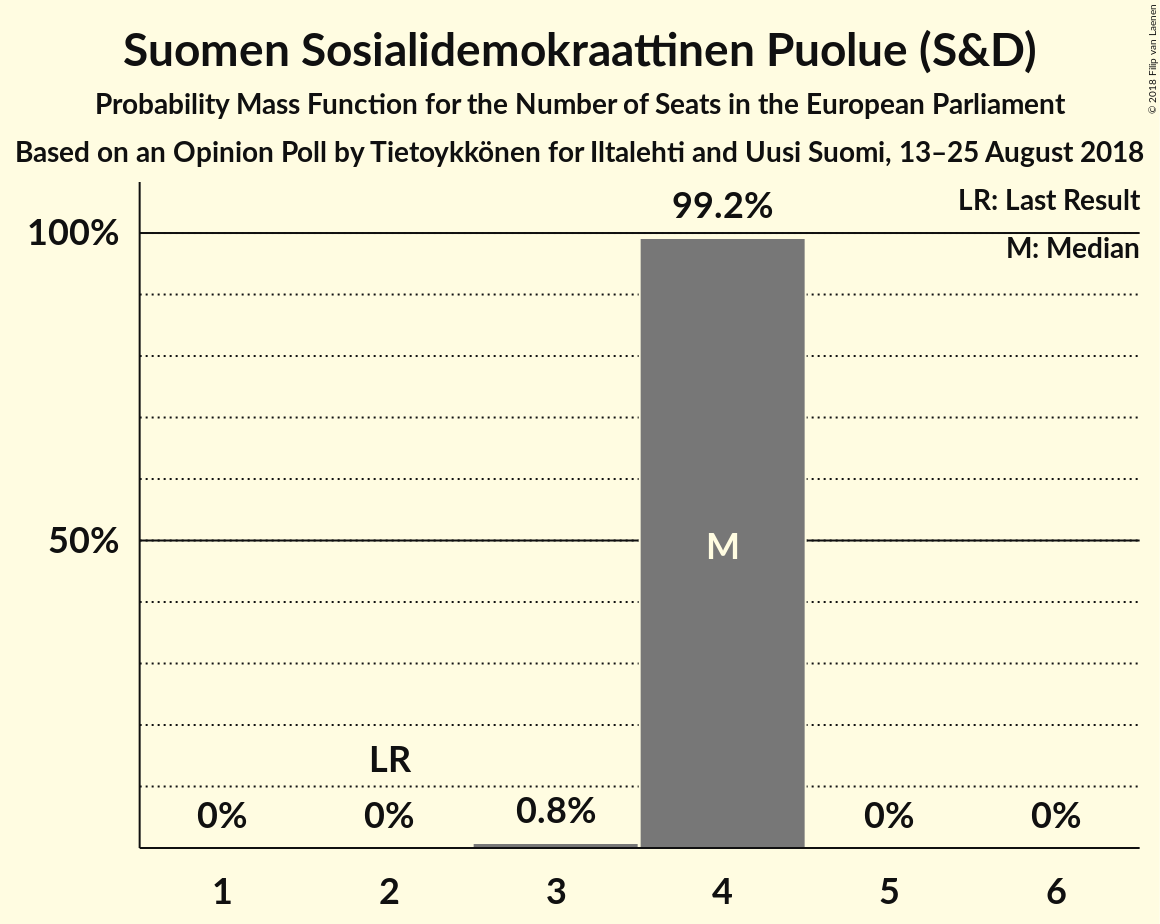 Suomen Sosialidemokraattinen Puolue (S&D)
Probability Mass Function for the Number of Seats in the European Parliament
Based on an Opinion Poll by Tietoykkönen for Iltalehti and Uusi Suomi, 13–25 August 2018
© 2018 Filip van Laenen
LR: Last Result
M: Median
99.2%
100%
50%
M
LR
0%
0%
0.8%
0%
0%
1
2
3
4
5
6